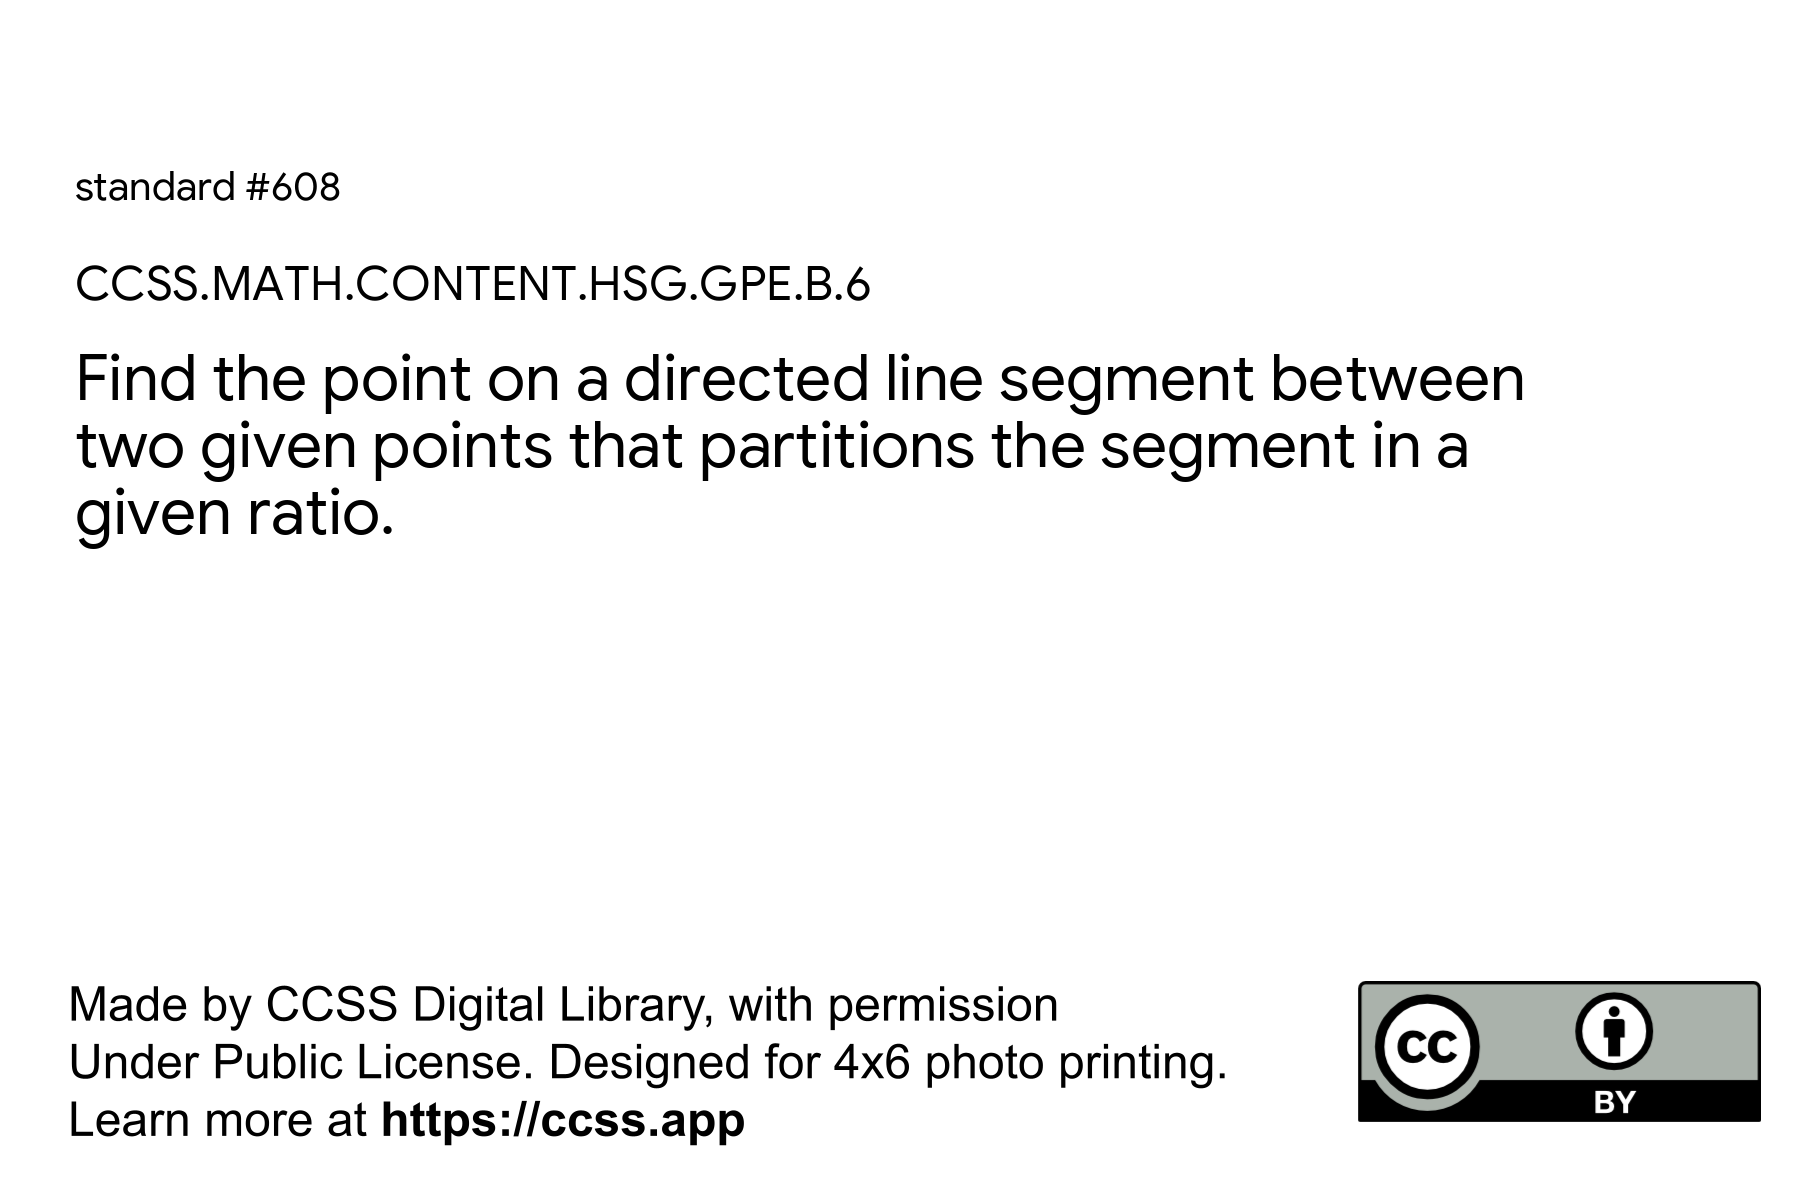 standard #608
CCSS.MATH.CONTENT.HSG.GPE.B.6
Find the point on a directed line segment between
two given points that partitions the segment in a
given ratio.
Made by CCSS Digital Library, with permission
Under Public License. Designed for 4x6 photo printing.
Learn more at https://ccss.app
cc
BY